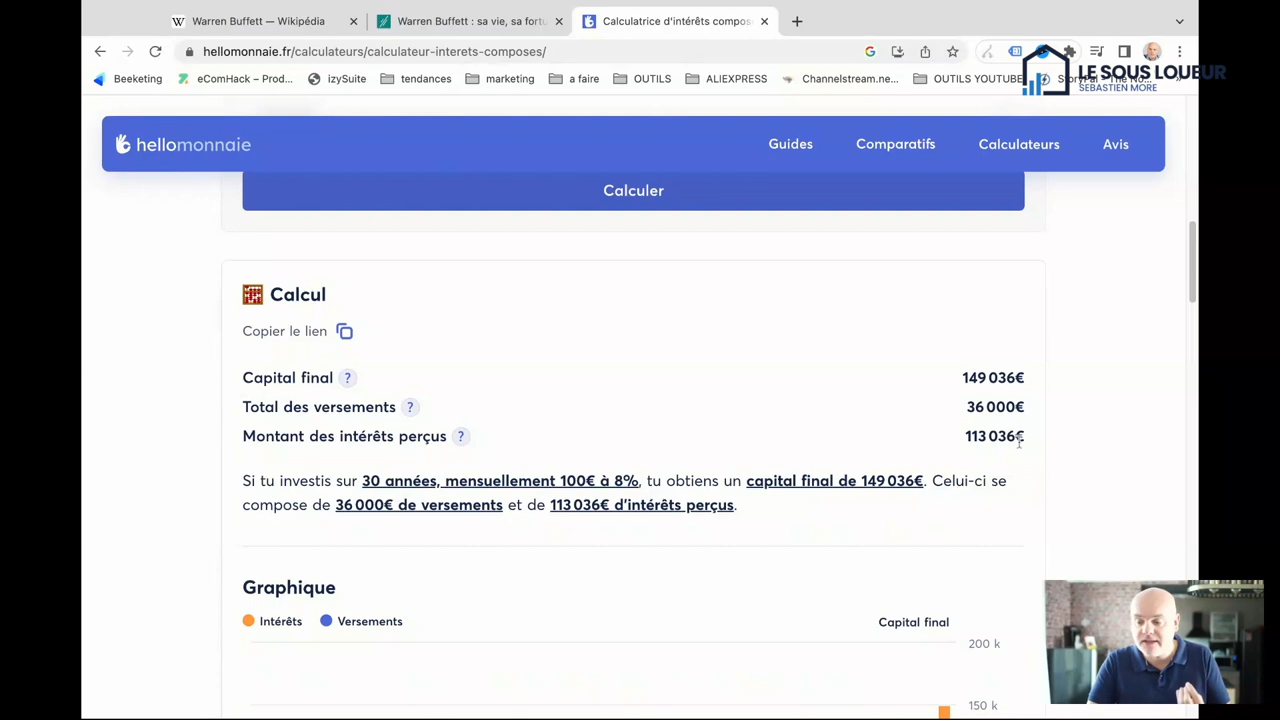 Warren Buffett — Wikipédia
Warren Buffett : sa vie, sa fortu
Calculatrice d'intérêts compos
hellomonnaie.fr/calculateurs/calculateur-interets-composes/
Beeketing
eComHack – Prod...
izySuite
tendances
mrketing
a faire
OUTILS
ALIEXPRESS
Channelstream.ne...
OUTILS YOUTUBE
LE SOUS LOUEUR
SEBASTIEN MORE
hellomonnaie
Guides
Comparatifs
Calculateurs
Avis
Calculer
Calcul
Copier le lien
Capital final ? 149 036€
Total des versements ? 36 000€
Montant des intérêts perçus ? 113 036€
Si tu investis sur 30 années, mensuellement 100€ à 8%, tu obtiens un capital final de 149 036€. Celui-ci se
compose de 36 000€ de versements et de 113 036€ d'intérêts perçus.
Graphique
Intérêts
Versements
Capital final
200 k
150 k